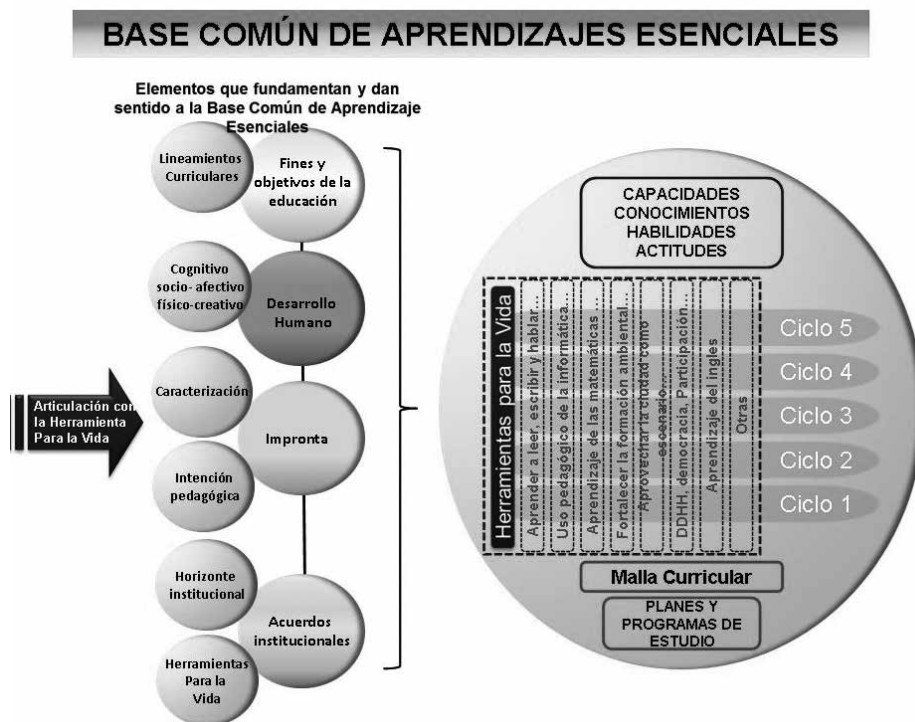 BASE COMÚN DE APRENDIZAJES ESENCIALES
Elementos que fundamentan y dan
sentido a la Base Común de Aprendizaje
Esenciales
Lineamientos
Curriculares
Fines y
objetivos de la
educación
Cognitivo
socio- afectivo
físico-creativo
Desarrollo
Humano
Articulación con
la Herramienta
Para la Vida
Caracterización
Impronta
Intención
pedagógica
Horizonte
institucional
Acuerdos
institucionales
Herramientas
Para la
Vida
CAPACIDADES
CONOCIMIENTOS
HABILIDADES
ACTITUDES
Herramientas para la Vida
Aprender a leer, escribir y hablar...
Uso pedagógico de la informática...
Aprendizaje de las matemáticas ...
Fortalecer la formación ambiental...
Aprovechar la ciudad como
escenario...
DDHH, democracia, Participación...
Aprendizaje del ingles
Otras
Ciclo 5
Ciclo 4
Ciclo 3
Ciclo 2
Ciclo 1
Malla Curricular
PLANES Y
PROGRAMAS DE
ESTUDIO